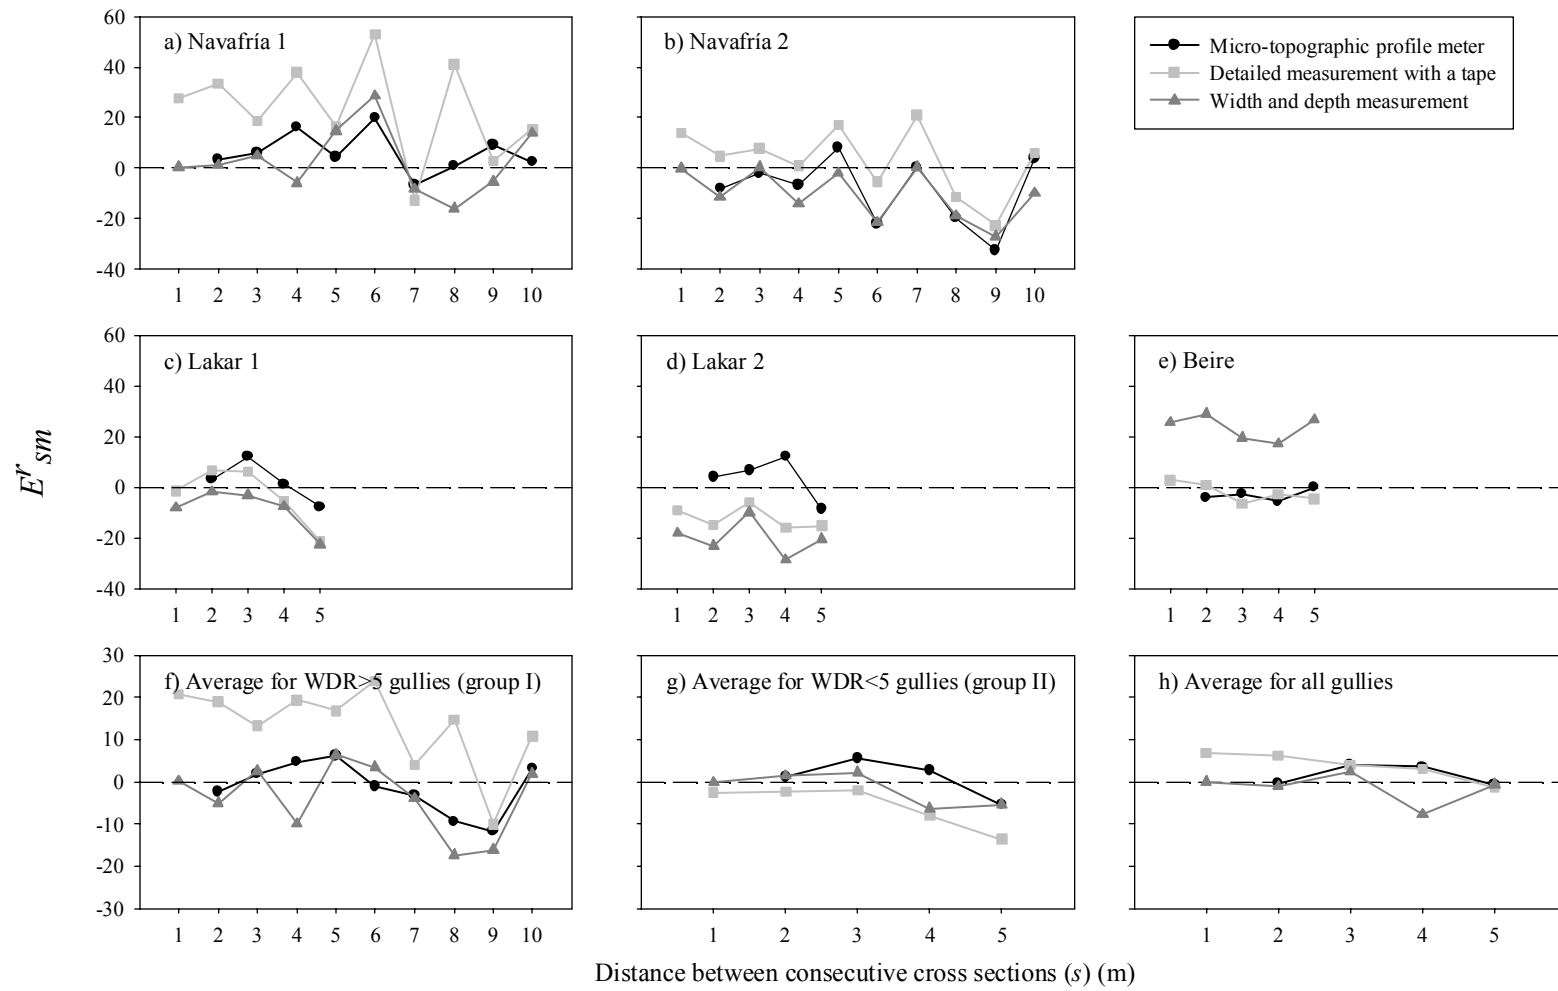 60
40
20
0
-20
-40
a) Navafría 1
1 2 3 4 5 6 7 8 9 10
b) Navafría 2
1 2 3 4 5 6 7 8 9 10
Micro-topographic profile meter
Detailed measurement with a tape
Width and depth measurement
E^r_sm
60
40
20
0
-20
-40
c) Lakar 1
1 2 3 4 5
d) Lakar 2
1 2 3 4 5
e) Beire
1 2 3 4 5
30
20
10
0
-10
-20
-30
f) Average for WDR>5 gullies (group I)
1 2 3 4 5 6 7 8 9 10
g) Average for WDR<5 gullies (group II)
1 2 3 4 5
h) Average for all gullies
1 2 3 4 5
Distance between consecutive cross sections (s) (m)